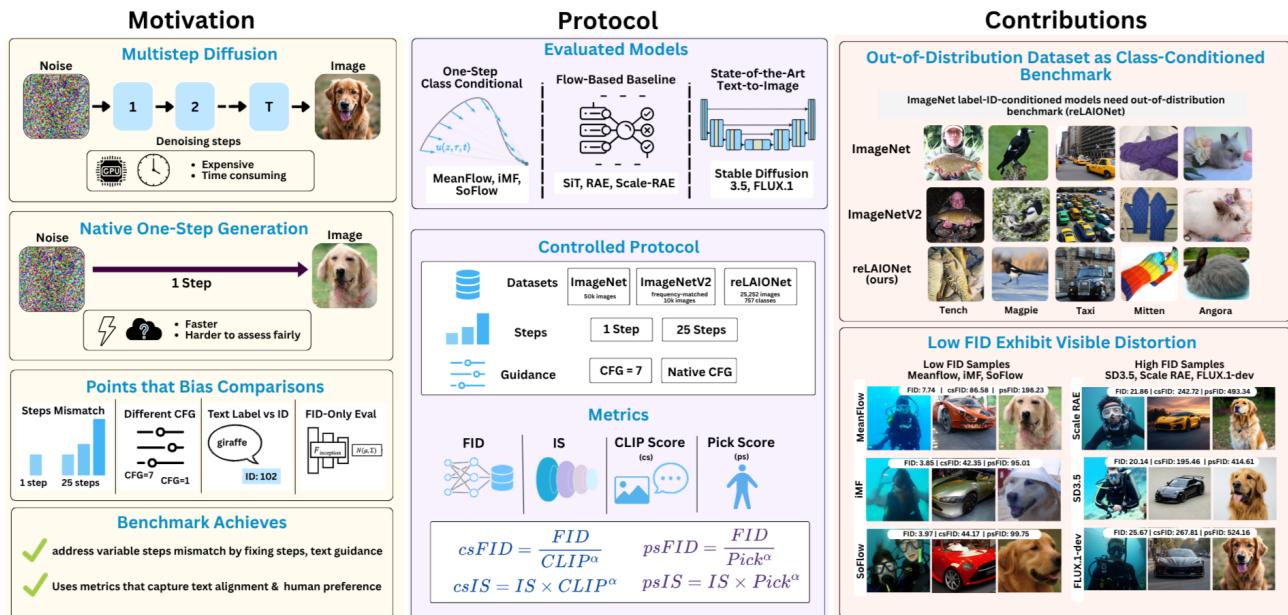 Motivation
Multistep Diffusion
Noise
Image
1
2
T
Denoising steps
GPU
• Expensive
• Time consuming
Native One-Step Generation
Noise
Image
1 Step
?
• Faster
• Harder to assess fairly
Points that Bias Comparisons
Steps Mismatch
1 step
25 steps
Different CFG
CFG=7
CFG=1
Text Label vs ID
giraffe
ID: 102
FID-Only Eval
F_inception
N(μ,Σ)
Benchmark Achieves
address variable steps mismatch by fixing steps, text guidance
Uses metrics that capture text alignment & human preference
Protocol
Evaluated Models
One-Step
Class Conditional
u(z, r, t)
MeanFlow, iMF,
SoFlow
Flow-Based Baseline
SiT, RAE, Scale-RAE
State-of-the-Art
Text-to-Image
Stable Diffusion
3.5, FLUX.1
Controlled Protocol
Datasets
ImageNet
50k images
ImageNetV2
frequency-matched
10k images
reLAIONet
25,252 images
757 classes
Steps
1 Step
25 Steps
Guidance
CFG = 7
Native CFG
Metrics
FID
IS
CLIP Score
(cs)
Pick Score
(ps)
csFID = FID / CLIP^α
psFID = FID / Pick^α
csIS = IS × CLIP^α
psIS = IS × Pick^α
Contributions
Out-of-Distribution Dataset as Class-Conditioned
Benchmark
ImageNet label-ID-conditioned models need out-of-distribution
benchmark (reLAIONet)
ImageNet
ImageNetV2
reLAIONet
(ours)
Tench
Magpie
Taxi
Mitten
Angora
Low FID Exhibit Visible Distortion
Low FID Samples
Meanflow, iMF, SoFlow
MeanFlow
FID: 7.74 | csFID: 86.58 | psFID: 198.23
iMF
FID: 3.85 | csFID: 42.35 | psFID: 95.01
SoFlow
FID: 3.97 | csFID: 44.17 | psFID: 99.75
High FID Samples
SD3.5, Scale RAE, FLUX.1-dev
Scale RAE
FID: 21.86 | csFID: 242.72 | psFID: 493.34
SD3.5
FID: 20.14 | csFID: 195.46 | psFID: 414.61
FLUX.1-dev
FID: 25.67 | csFID: 267.81 | psFID: 524.16